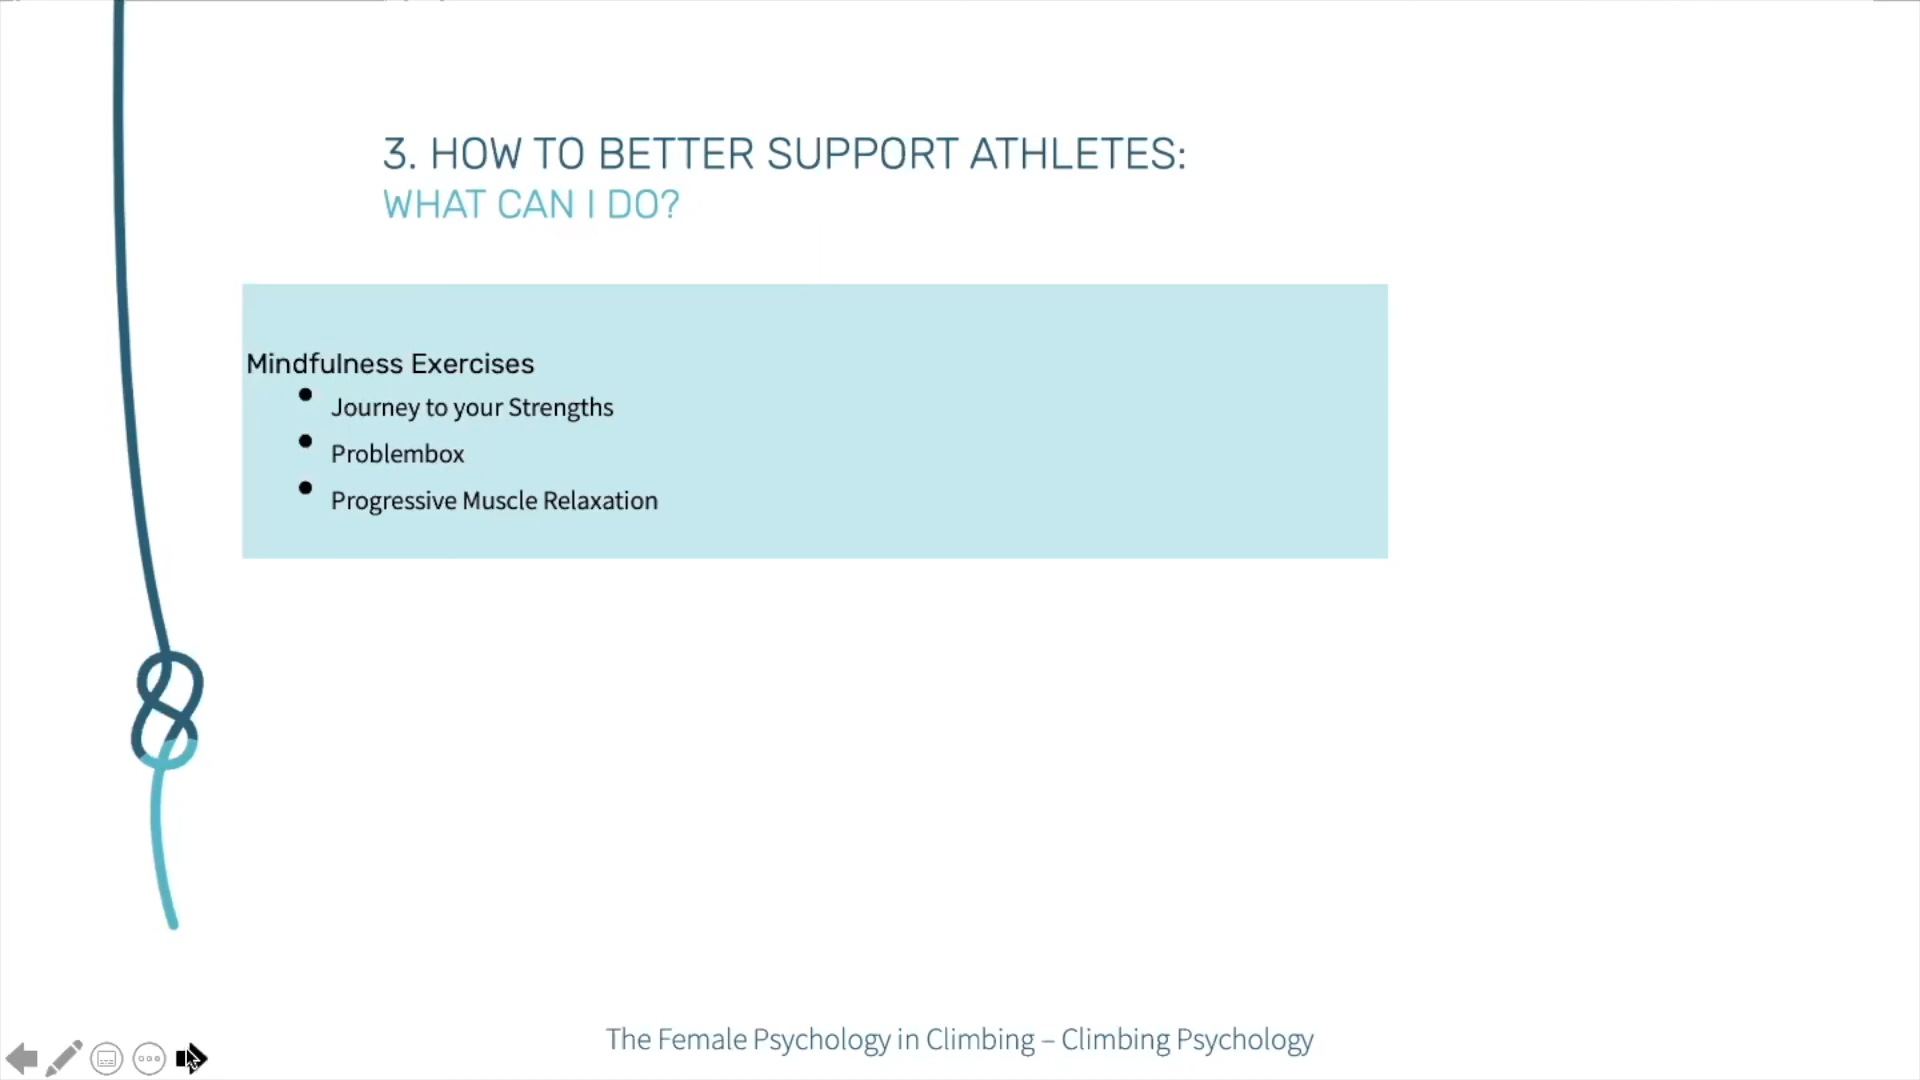 3. HOW TO BETTER SUPPORT ATHLETES:
WHAT CAN I DO?
Mindfulness Exercises
Journey to your Strengths
Problembox
Progressive Muscle Relaxation
The Female Psychology in Climbing – Climbing Psychology